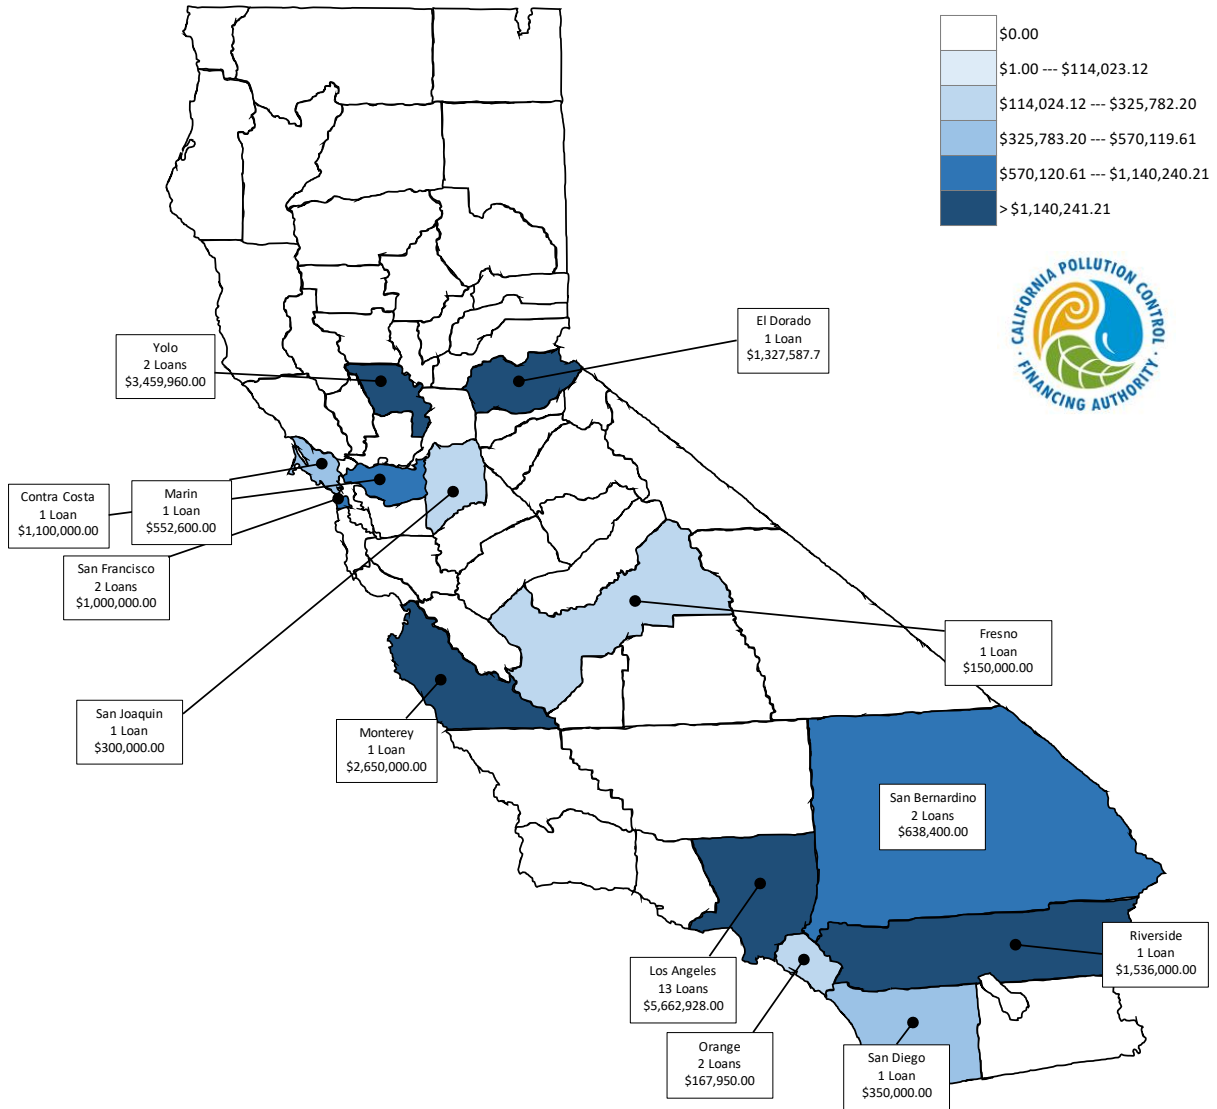 $0.00
$1.00 --- $114,023.12
$114,024.12 --- $325,782.20
$325,783.20 --- $570,119.61
$570,120.61 --- $1,140,240.21
> $1,140,241.21
CALIFORNIA POLLUTION CONTROL
· FINANCING AUTHORITY ·
El Dorado
1 Loan
$1,327,587.7
Yolo
2 Loans
$3,459,960.00
Contra Costa
1 Loan
$1,100,000.00
Marin
1 Loan
$552,600.00
San Francisco
2 Loans
$1,000,000.00
Fresno
1 Loan
$150,000.00
San Joaquin
1 Loan
$300,000.00
Monterey
1 Loan
$2,650,000.00
San Bernardino
2 Loans
$638,400.00
Riverside
1 Loan
$1,536,000.00
Los Angeles
13 Loans
$5,662,928.00
Orange
2 Loans
$167,950.00
San Diego
1 Loan
$350,000.00